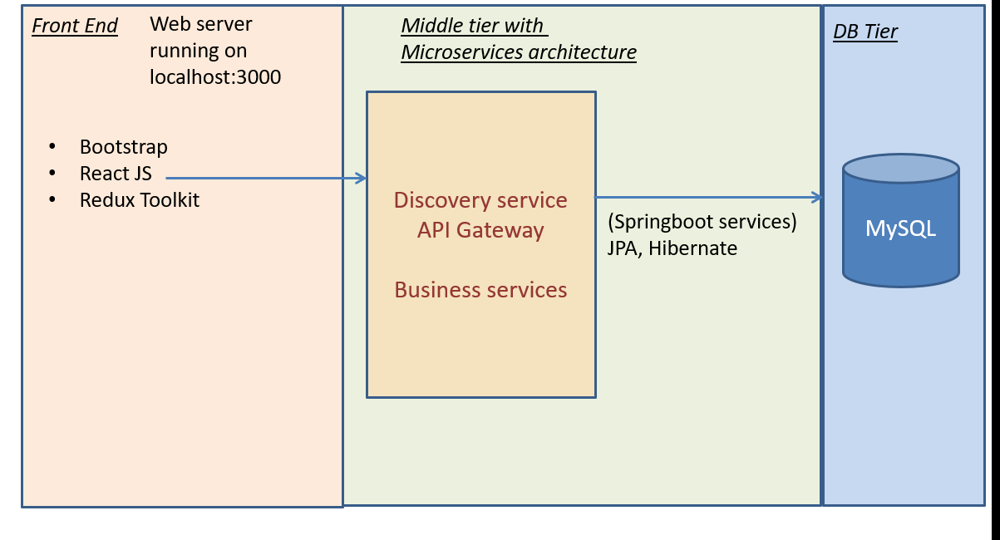 Front End
Web server
running on
localhost:3000
• Bootstrap
• React JS
• Redux Toolkit
Middle tier with
Microservices architecture
Discovery service
API Gateway
Business services
(Springboot services)
JPA, Hibernate
DB Tier
MySQL